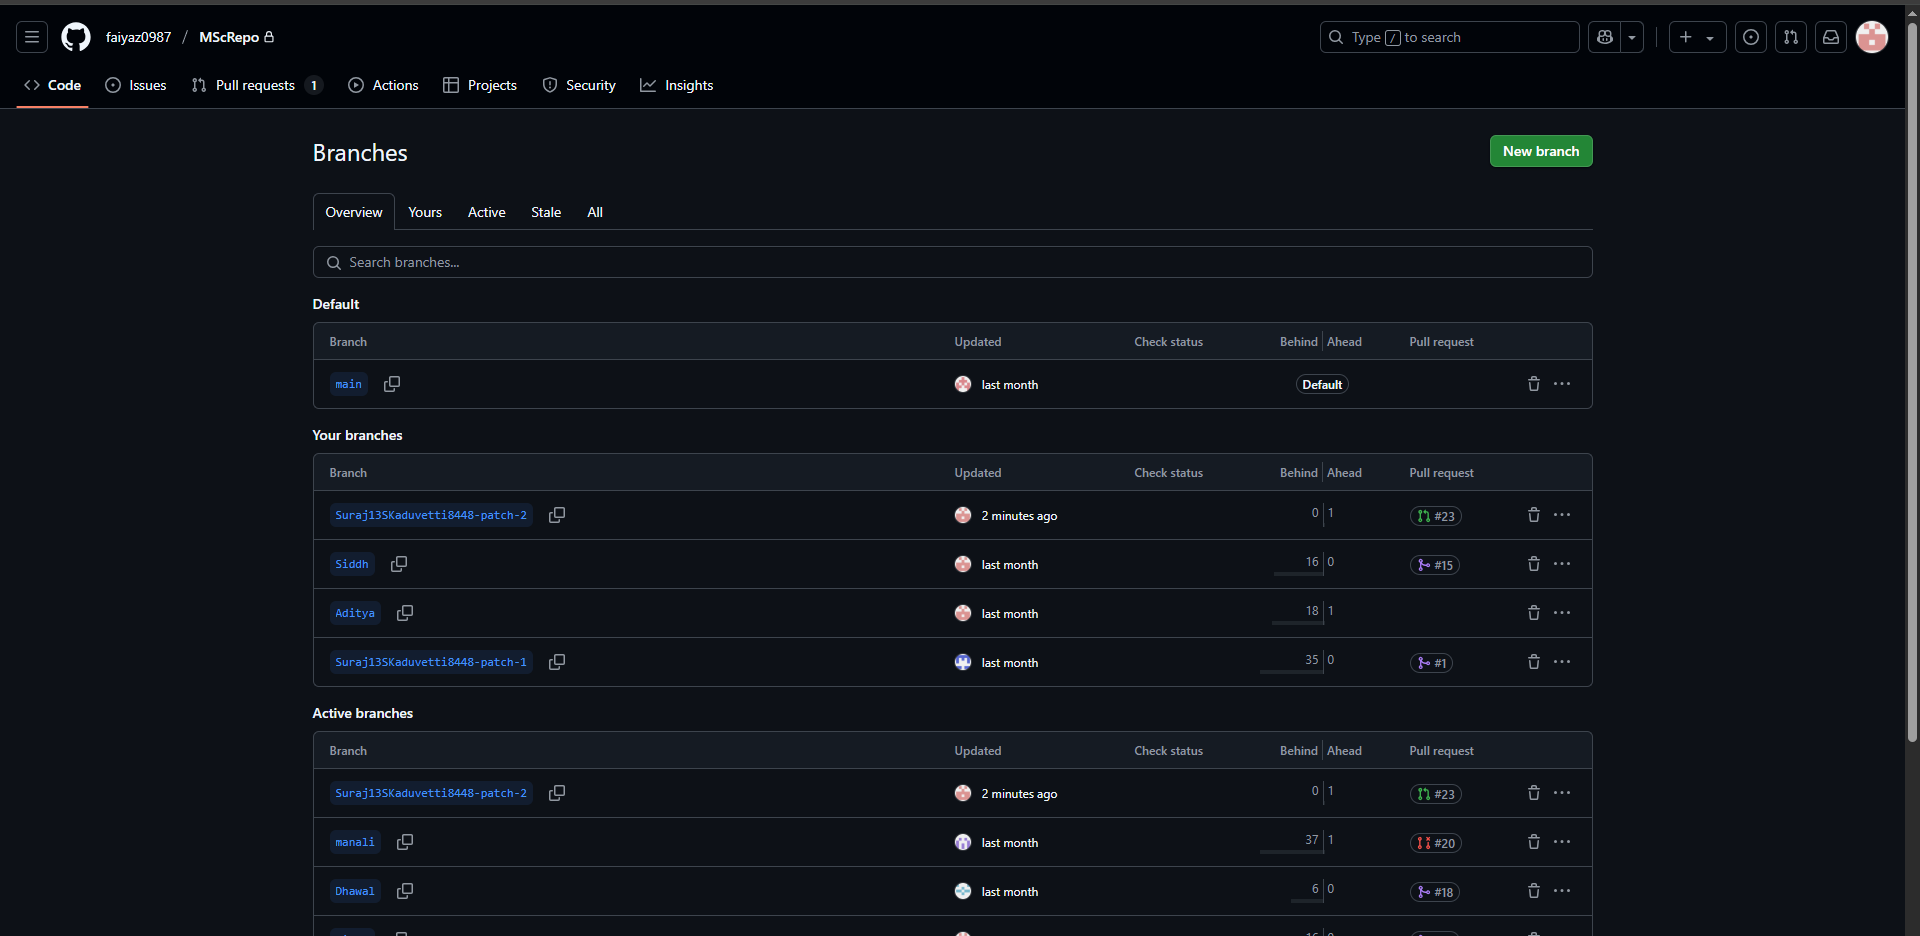 faiyaz0987 / MScRepo
Type / to search
Code Issues Pull requests 1 Actions Projects Security Insights
Branches
New branch
Overview Yours Active Stale All
Search branches...
Default
Branch Updated Check status Behind Ahead Pull request
main last month Default
Your branches
Branch Updated Check status Behind Ahead Pull request
Suraj13SKaduvetti8448-patch-2 2 minutes ago 0 1 #23
Siddh last month 16 0 #15
Aditya last month 18 1
Suraj13SKaduvetti8448-patch-1 last month 35 0 #1
Active branches
Branch Updated Check status Behind Ahead Pull request
Suraj13SKaduvetti8448-patch-2 2 minutes ago 0 1 #23
manali last month 37 1 #20
Dhawal last month 6 0 #18